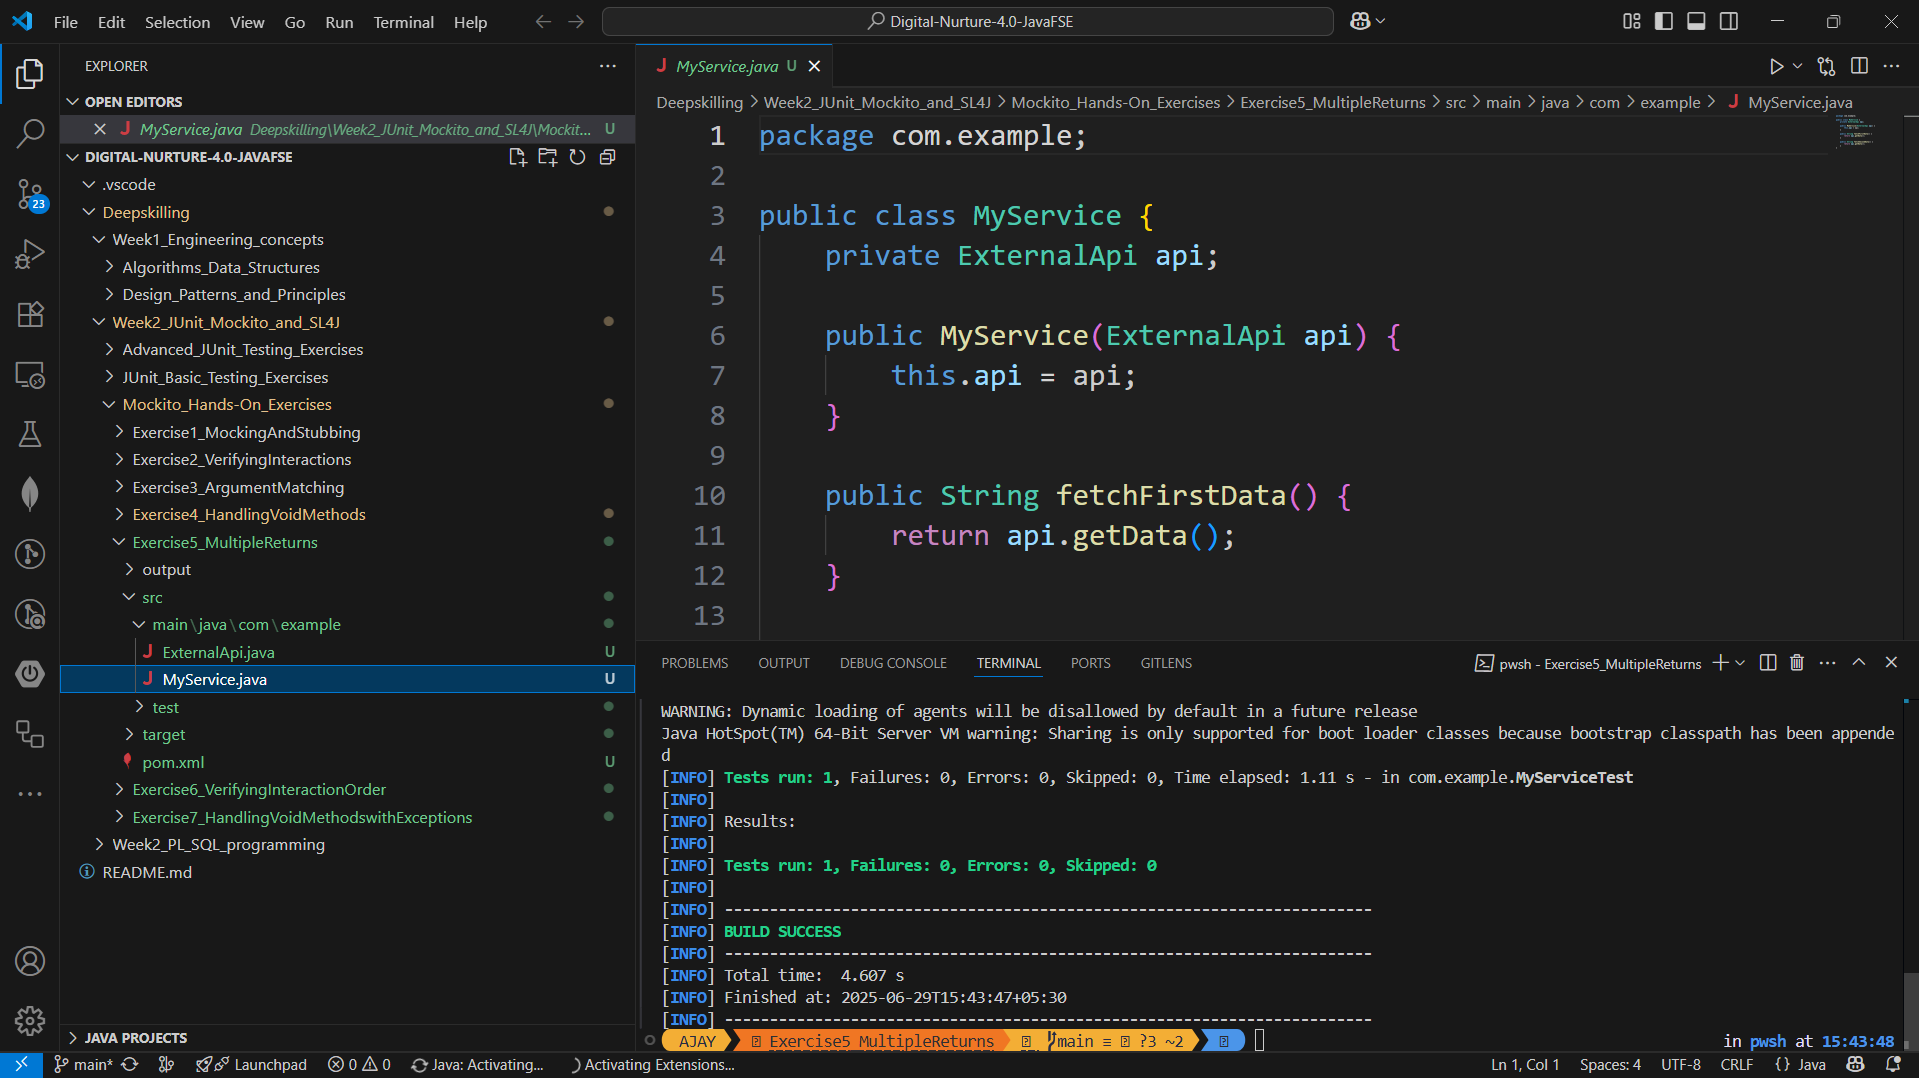 File Edit Selection View Go Run Terminal Help
Digital-Nurture-4.0-JavaFSE
EXPLORER
OPEN EDITORS
MyService.java Deepskilling\Week2_JUnit_Mockito_and_SL4J\Mockit... U
DIGITAL-NURTURE-4.0-JAVAFSE
.vscode
Deepskilling
Week1_Engineering_concepts
Algorithms_Data_Structures
Design_Patterns_and_Principles
Week2_JUnit_Mockito_and_SL4J
Advanced_JUnit_Testing_Exercises
JUnit_Basic_Testing_Exercises
Mockito_Hands-On_Exercises
Exercise1_MockingAndStubbing
Exercise2_VerifyingInteractions
Exercise3_ArgumentMatching
Exercise4_HandlingVoidMethods
Exercise5_MultipleReturns
output
src
main\java\com\example
ExternalApi.java U
MyService.java U
test
target
pom.xml U
Exercise6_VerifyingInteractionOrder
Exercise7_HandlingVoidMethodswithExceptions
Week2_PL_SQL_programming
README.md
JAVA PROJECTS
23
MyService.java U
Deepskilling > Week2_JUnit_Mockito_and_SL4J > Mockito_Hands-On_Exercises > Exercise5_MultipleReturns > src > main > java > com > example > MyService.java
1 package com.example;
2
3 public class MyService {
4 private ExternalApi api;
5
6 public MyService(ExternalApi api) {
7 this.api = api;
8 }
9
10 public String fetchFirstData() {
11 return api.getData();
12 }
13
PROBLEMS OUTPUT DEBUG CONSOLE TERMINAL PORTS GITLENS
pwsh - Exercise5_MultipleReturns
WARNING: Dynamic loading of agents will be disallowed by default in a future release
Java HotSpot(TM) 64-Bit Server VM warning: Sharing is only supported for boot loader classes because bootstrap classpath has been appende
d
[INFO] Tests run: 1, Failures: 0, Errors: 0, Skipped: 0, Time elapsed: 1.11 s - in com.example.MyServiceTest
[INFO]
[INFO] Results:
[INFO]
[INFO] Tests run: 1, Failures: 0, Errors: 0, Skipped: 0
[INFO]
[INFO] ------------------------------------------------------------------------
[INFO] BUILD SUCCESS
[INFO] ------------------------------------------------------------------------
[INFO] Total time:  4.607 s
[INFO] Finished at: 2025-06-29T15:43:47+05:30
[INFO] ------------------------------------------------------------------------
AJAY Exercise5_MultipleReturns main ≡ ?3 ~2 in pwsh at 15:43:48
main* Launchpad 0 0 Java: Activating... Activating Extensions... Ln 1, Col 1 Spaces: 4 UTF-8 CRLF {} Java